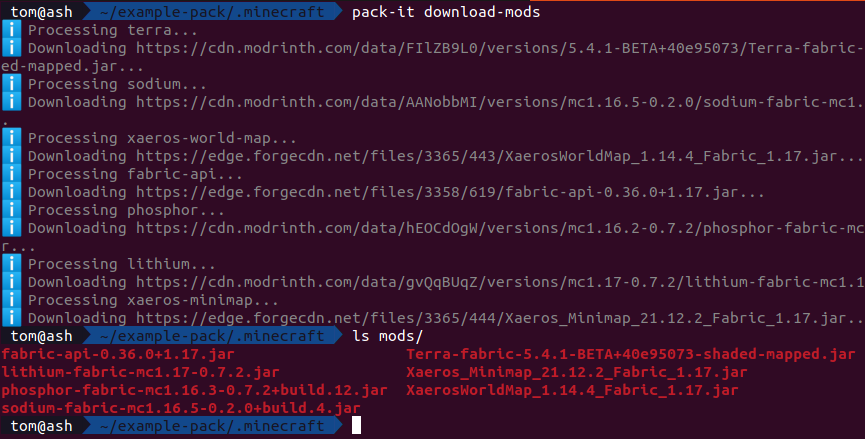 tom@ash ~/example-pack/.minecraft pack-it download-mods
i Processing terra...
i Downloading https://cdn.modrinth.com/data/FIlZB9L0/versions/5.4.1-BETA+40e95073/Terra-fabric-
ed-mapped.jar...
i Processing sodium...
i Downloading https://cdn.modrinth.com/data/AANobbMI/versions/mc1.16.5-0.2.0/sodium-fabric-mc1.
.
i Processing xaeros-world-map...
i Downloading https://edge.forgecdn.net/files/3365/443/XaerosWorldMap_1.14.4_Fabric_1.17.jar...
i Processing fabric-api...
i Downloading https://edge.forgecdn.net/files/3358/619/fabric-api-0.36.0+1.17.jar...
i Processing phosphor...
i Downloading https://cdn.modrinth.com/data/hEOCdOgW/versions/mc1.16.2-0.7.2/phosphor-fabric-mc
r...
i Processing lithium...
i Downloading https://cdn.modrinth.com/data/gvQqBUqZ/versions/mc1.17-0.7.2/lithium-fabric-mc1.1
i Processing xaeros-minimap...
i Downloading https://edge.forgecdn.net/files/3365/444/Xaeros_Minimap_21.12.2_Fabric_1.17.jar..
tom@ash ~/example-pack/.minecraft ls mods/
fabric-api-0.36.0+1.17.jar Terra-fabric-5.4.1-BETA+40e95073-shaded-mapped.jar
lithium-fabric-mc1.17-0.7.2.jar Xaeros_Minimap_21.12.2_Fabric_1.17.jar
phosphor-fabric-mc1.16.3-0.7.2+build.12.jar XaerosWorldMap_1.14.4_Fabric_1.17.jar
sodium-fabric-mc1.16.5-0.2.0+build.4.jar
tom@ash ~/example-pack/.minecraft